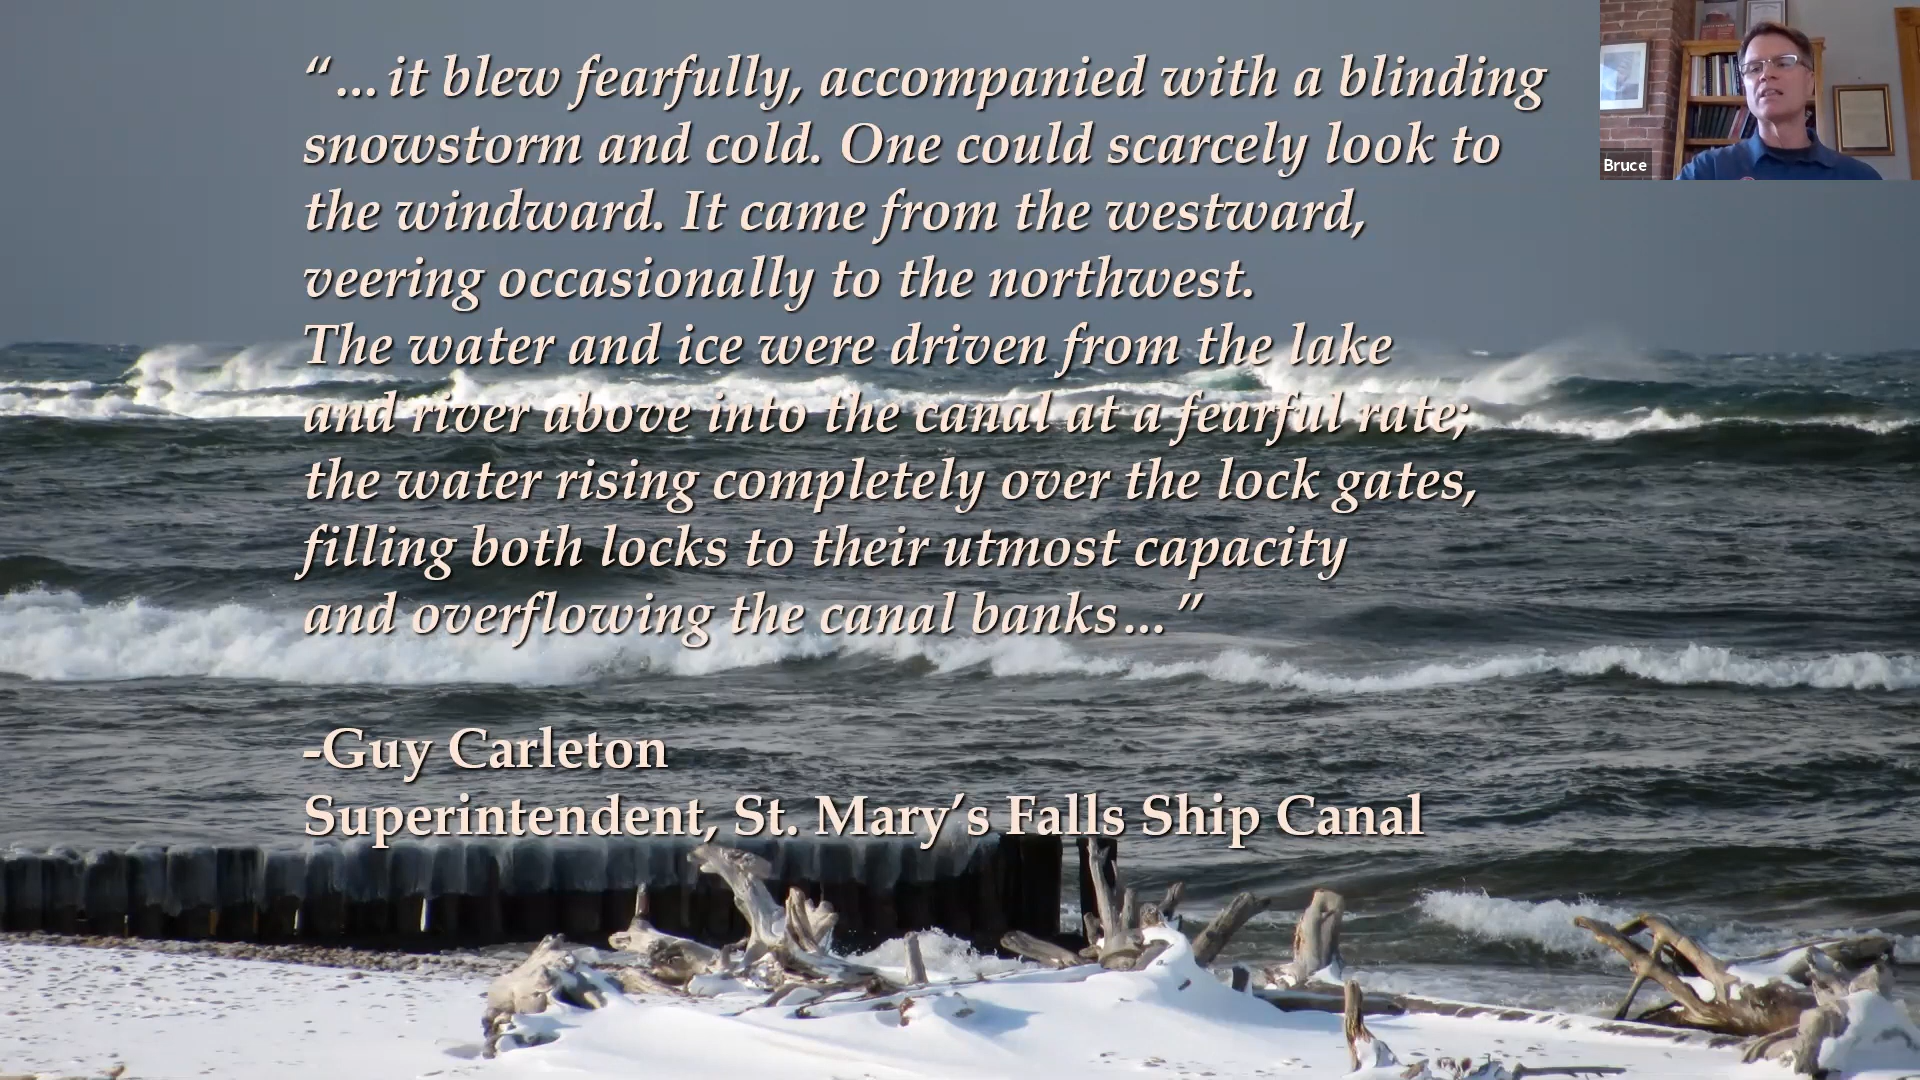 “...it blew fearfully, accompanied with a blinding
snowstorm and cold. One could scarcely look to
the windward. It came from the westward,
veering occasionally to the northwest.
The water and ice were driven from the lake
and river above into the canal at a fearful rate;
the water rising completely over the lock gates,
filling both locks to their utmost capacity
and overflowing the canal banks...”
-Guy Carleton
Superintendent, St. Mary’s Falls Ship Canal
Bruce